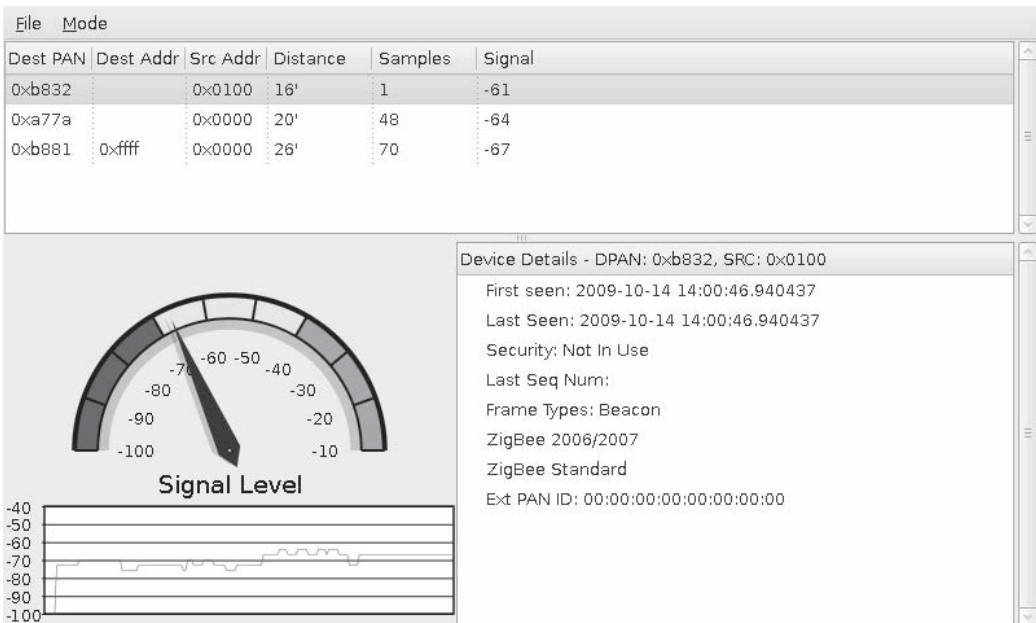 File Mode
Dest PAN Dest Addr Src Addr Distance Samples Signal
0xb832 0x0100 16' 1 -61
0xa77a 0x0000 20' 48 -64
0xb881 0xffff 0x0000 26' 70 -67
Device Details - DPAN: 0xb832, SRC: 0x0100
First seen: 2009-10-14 14:00:46.940437
Last Seen: 2009-10-14 14:00:46.940437
Security: Not In Use
Last Seq Num:
Frame Types: Beacon
ZigBee 2006/2007
ZigBee Standard
Ext PAN ID: 00:00:00:00:00:00:00:00
-100
-90
-80
-70
-60
-50
-40
-30
-20
-10
Signal Level
-40
-50
-60
-70
-80
-90
-100